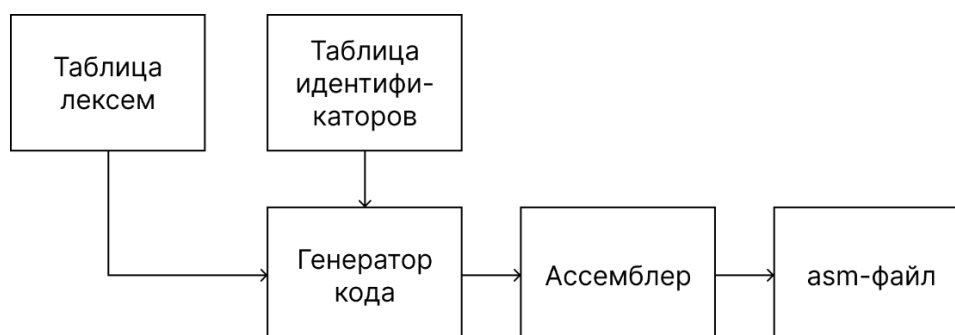 Таблица
лексем
Таблица
идентифи-
каторов
Генератор
кода
Ассемблер
asm-файл